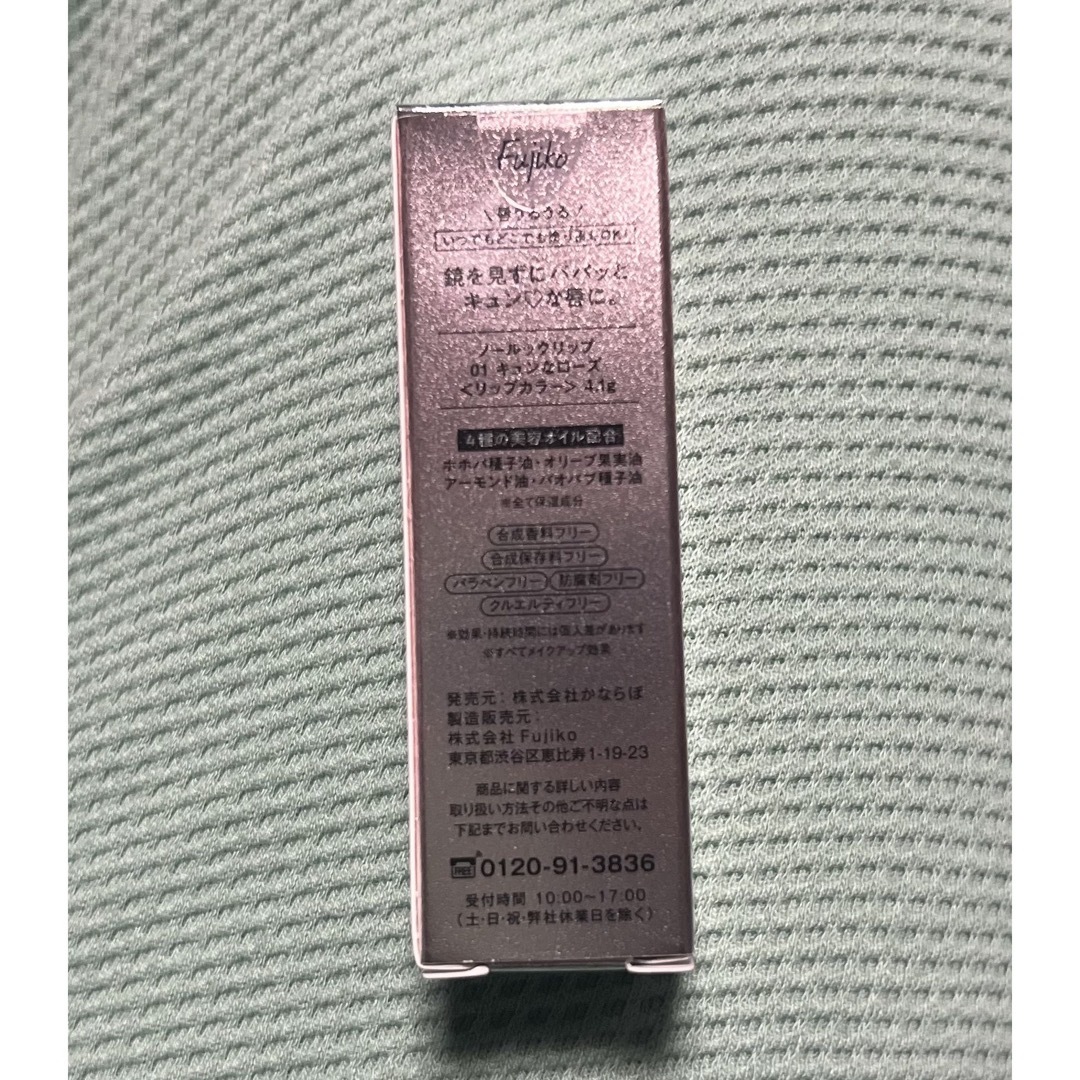 Fujiko
いつでもどこでも塗り直しOK!
鏡を見ずにパパッと
キュン♡な唇に。
ノールックリップ
01 キュンなローズ
<リップカラー> 4.1g
4種の美容オイル配合
ホホバ種子油・オリーブ果実油
アーモンド油・バオバブ種子油
※全て保湿成分
合成香料フリー
合成保存料フリー
パラベンフリー 防腐剤フリー
クルエルティフリー
※効果・持続時間には個人差があります
※すべてメイクアップ効果
発売元：株式会社かならぼ
製造販売元：
株式会社Fujiko
東京都渋谷区恵比寿1-19-23
商品に関する詳しい内容
取り扱い方法その他ご不明な点は
下記までお問い合わせください。
FREE 0120-91-3836
受付時間 10:00~17:00
(土・日・祝・弊社休業日を除く)